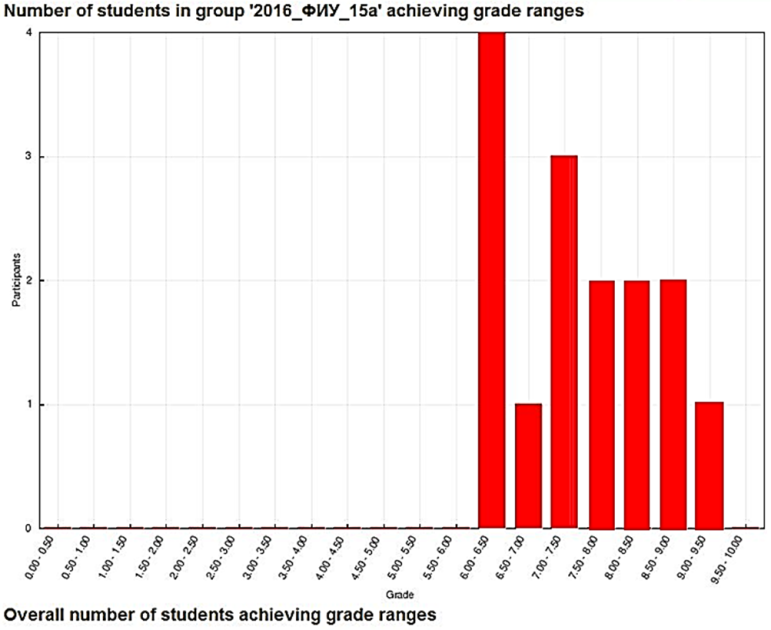 Number of students in group '2016_ФИУ_15a' achieving grade ranges
4
3
2
1
0
Participants
0.00 - 0.50
0.50 - 1.00
1.00 - 1.50
1.50 - 2.00
2.00 - 2.50
2.50 - 3.00
3.00 - 3.50
3.50 - 4.00
4.00 - 4.50
4.50 - 5.00
5.00 - 5.50
5.50 - 6.00
6.00 - 6.50
6.50 - 7.00
7.00 - 7.50
7.50 - 8.00
8.00 - 8.50
8.50 - 9.00
9.00 - 9.50
9.50 - 10.00
Grade
Overall number of students achieving grade ranges